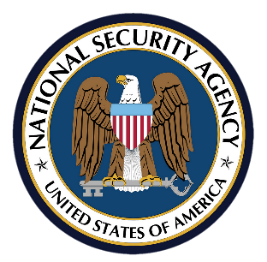 NATIONAL SECURITY AGENCY
UNITED STATES OF AMERICA